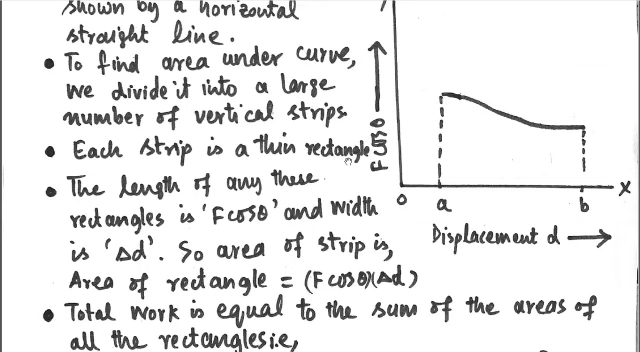 shown by a horizontal
straight line.
• To find area under curve,
we divide it into a large
number of vertical strips.
• Each strip is a thin rectangle
• The length of any these
rectangles is 'Fcosθ' and width
is 'Δd'. So area of strip is,
Area of rectangle = (Fcosθ)(Δd)
• Total work is equal to the sum of the areas of
all the rectangles i.e,
F cosθ
o a b x
Displacement d